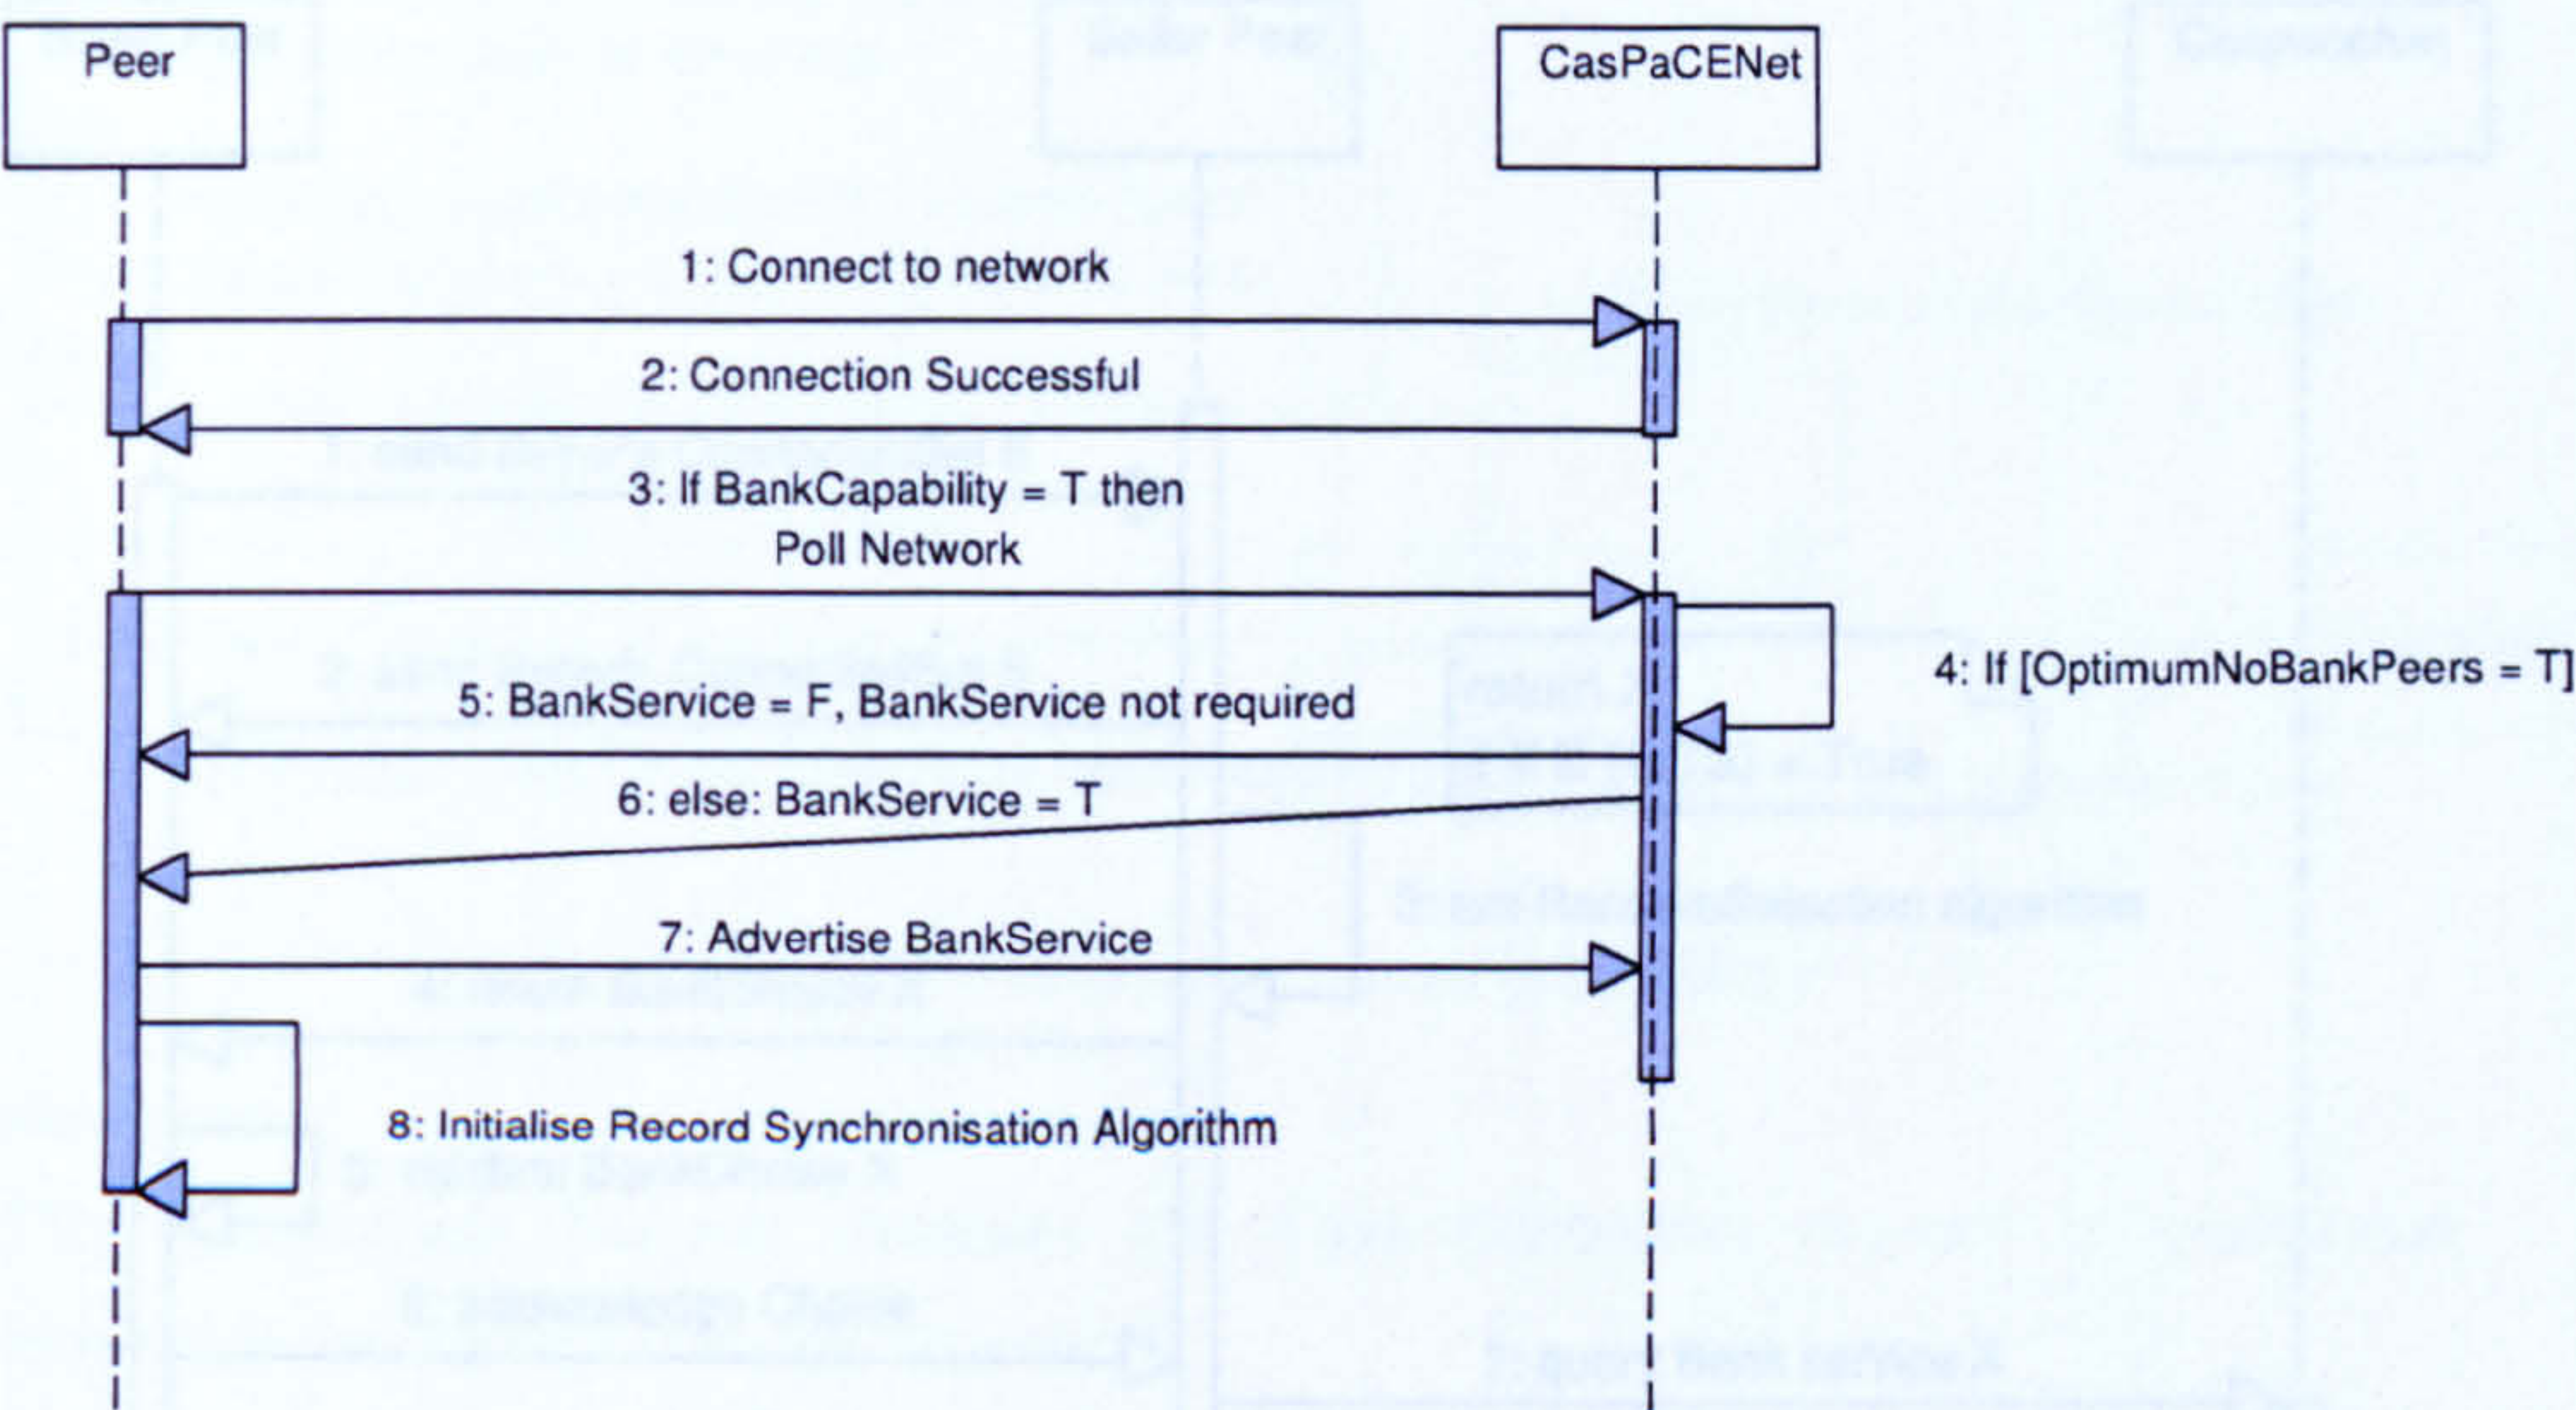 Peer
CasPaCENet
1: Connect to network
2: Connection Successful
3: If BankCapability = T then
Poll Network
4: If [OptimumNoBankPeers = T]
5: BankService = F, BankService not required
6: else: BankService = T
7: Advertise BankService
8: Initialise Record Synchronisation Algorithm